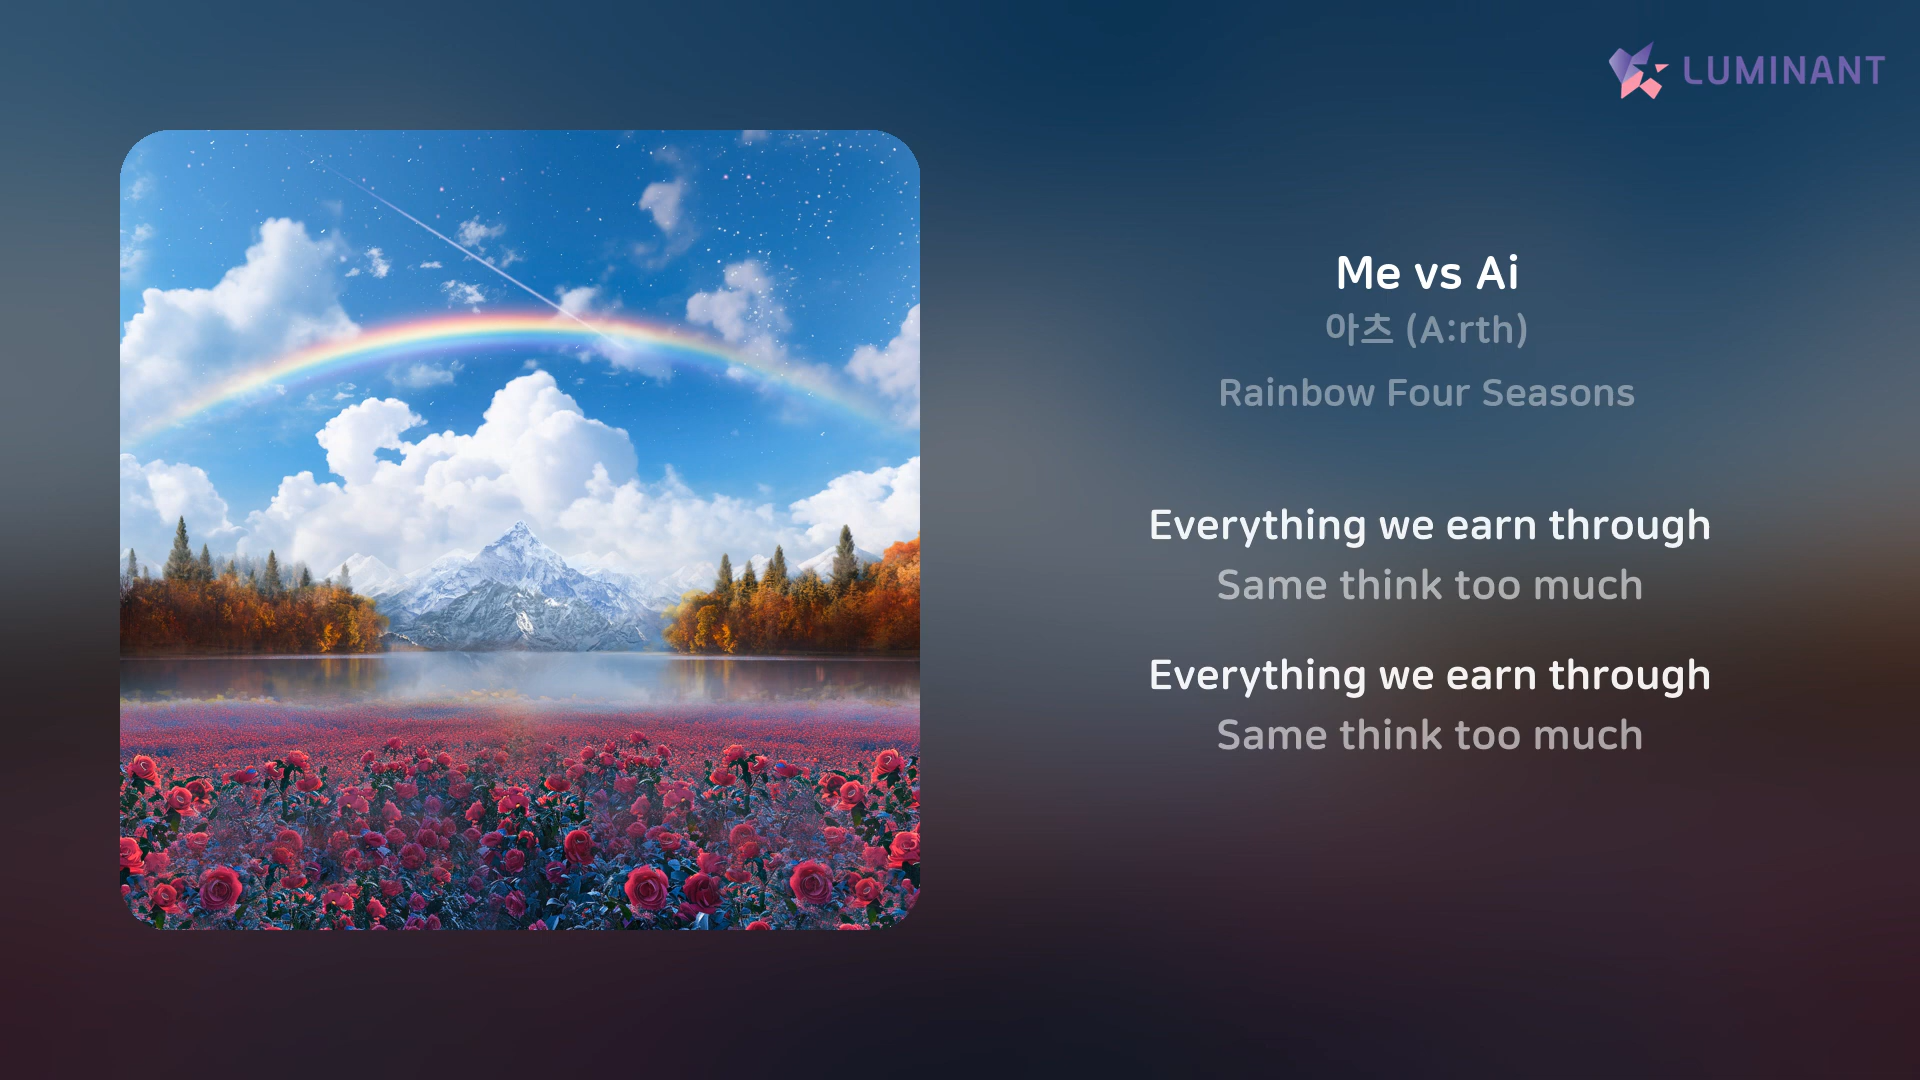 LUMINANT
Me vs Ai
아츠 (A:rth)
Rainbow Four Seasons
Everything we earn through
Same think too much
Everything we earn through
Same think too much